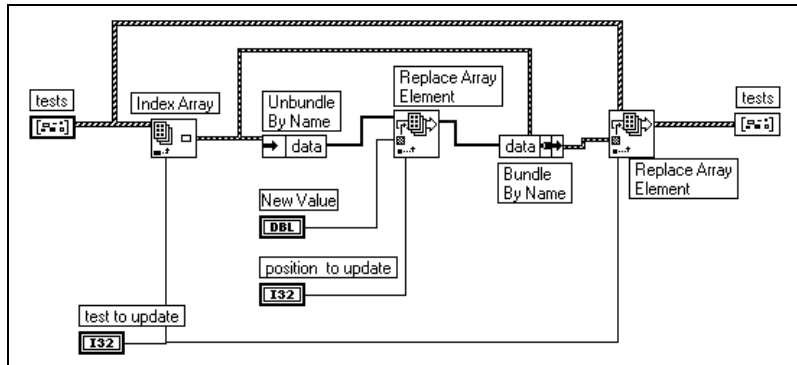 tests
Index Array
Unbundle
By Name
data
Replace Array
Element
data
Bundle
By Name
tests
Replace Array
Element
New Value
DBL
position to update
I32
test to update
I32